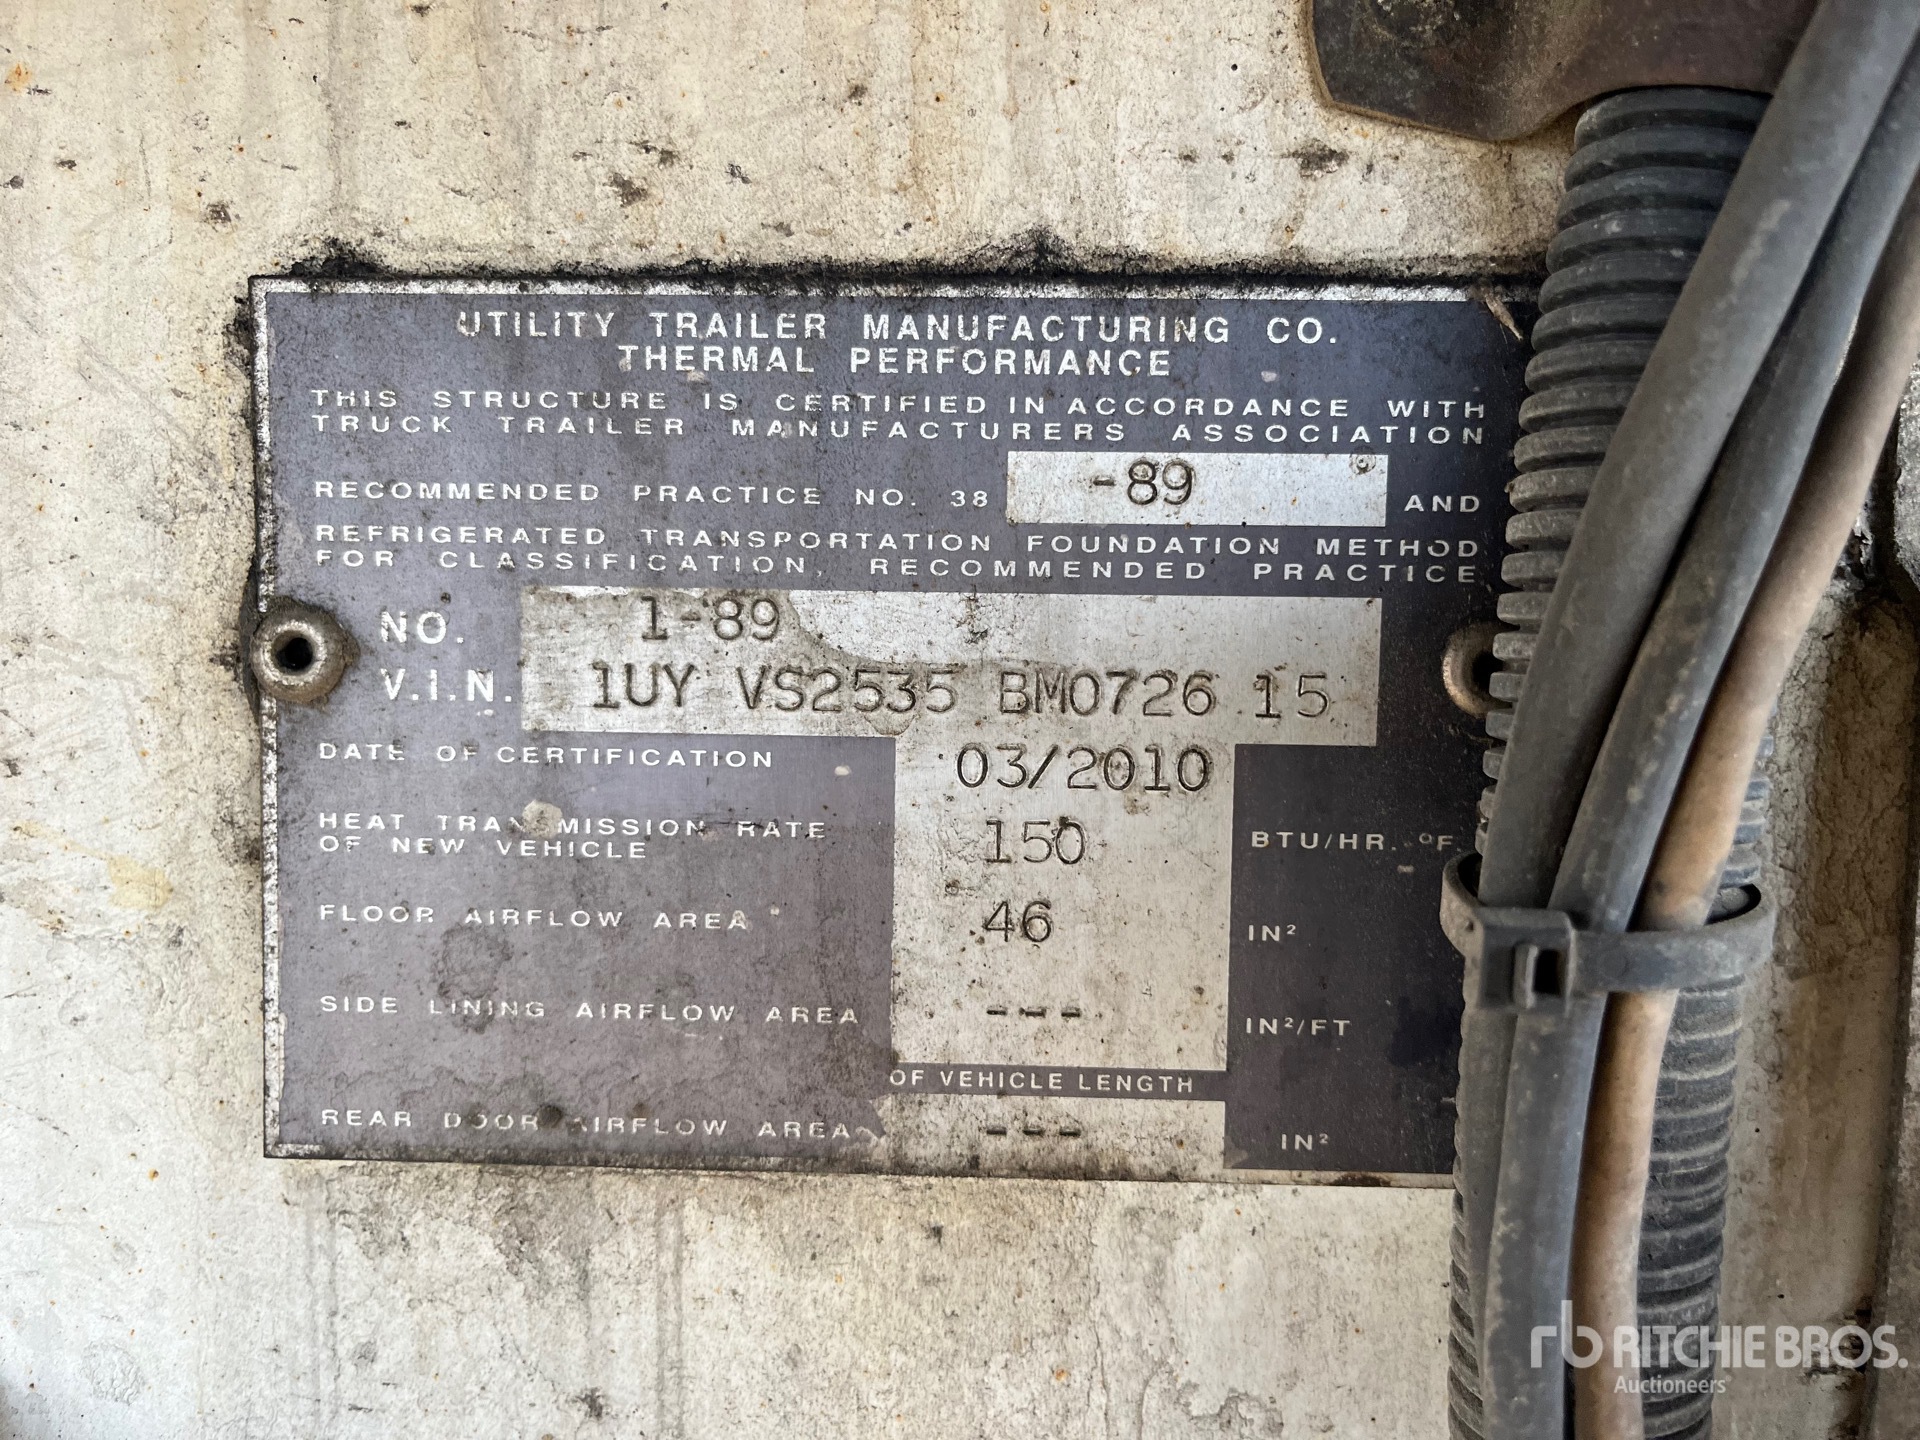 UTILITY TRAILER MANUFACTURING CO.
THERMAL PERFORMANCE
THIS STRUCTURE IS CERTIFIED IN ACCORDANCE WITH
TRUCK TRAILER MANUFACTURERS ASSOCIATION
RECOMMENDED PRACTICE NO. 38 -89 AND
REFRIGERATED TRANSPORTATION FOUNDATION METHOD
FOR CLASSIFICATION, RECOMMENDED PRACTICE
NO. 1-89
V.I.N. 1UY VS2535 BM0726 15
DATE OF CERTIFICATION 03/2010
HEAT TRANSMISSION RATE
OF NEW VEHICLE 150 BTU/HR. °F.
FLOOR AIRFLOW AREA 46 IN²
SIDE LINING AIRFLOW AREA --- IN²/FT
OF VEHICLE LENGTH
REAR DOOR AIRFLOW AREA --- IN²
rb RITCHIE BROS.
Auctioneers